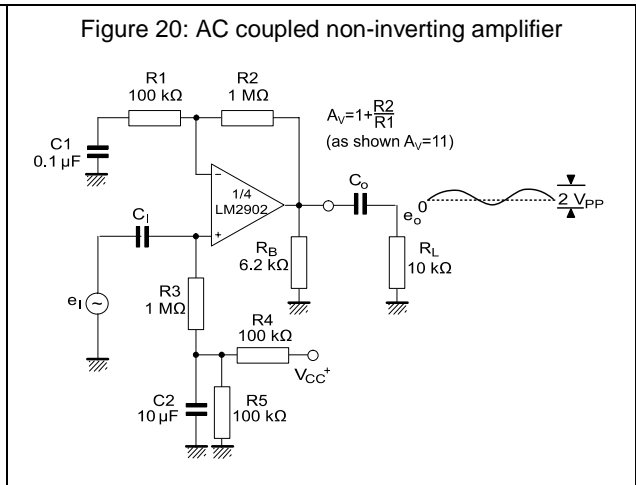 Figure 20: AC coupled non-inverting amplifier
R1
100 kΩ
R2
1 MΩ
A_V=1+R2/R1
(as shown A_V=11)
C1
0.1 µF
C_I
1/4
LM2902
−
+
C_o
e_o
0
2 V_PP
R_B
6.2 kΩ
R_L
10 kΩ
e_I
~
R3
1 MΩ
R4
100 kΩ
V_CC+
C2
10 µF
R5
100 kΩ